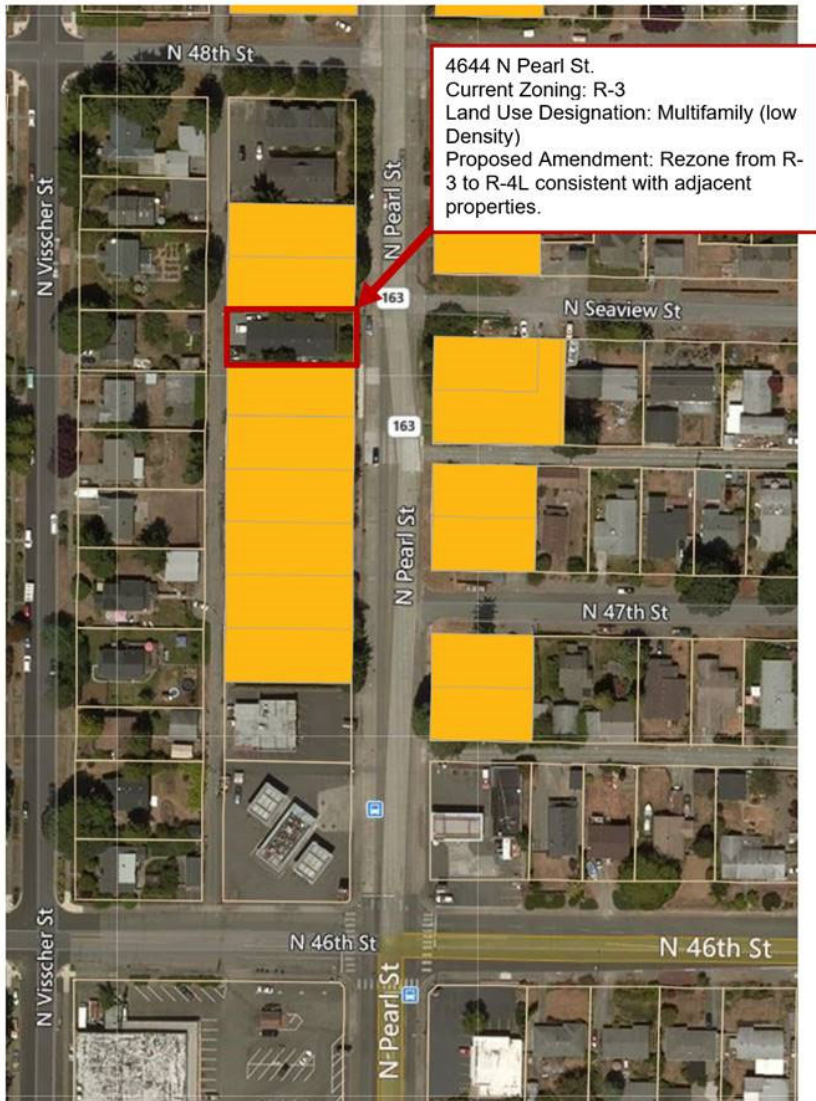 N 48th St
4644 N Pearl St.
Current Zoning: R-3
Land Use Designation: Multifamily (low
Density)
Proposed Amendment: Rezone from R-
3 to R-4L consistent with adjacent
properties.
N Visscher St
N Pearl St
163
N Seaview St
163
N Pearl St
N 47th St
N 46th St
N 46th St
N Visscher St
N Pearl St